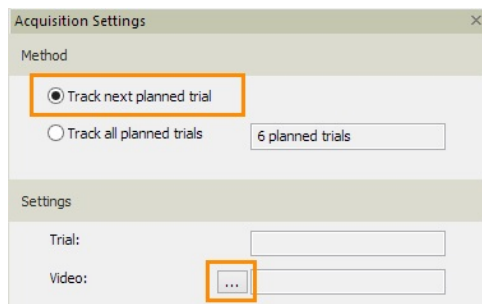 Acquisition Settings
Method
Track next planned trial
Track all planned trials 6 planned trials
Settings
Trial:
Video: ...